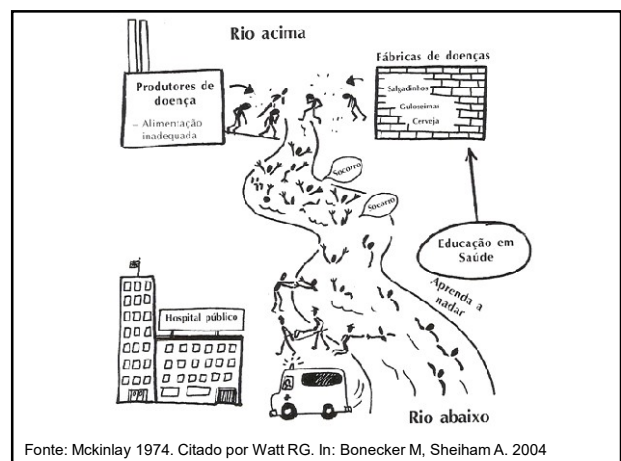 Rio acima
Produtores de
doença
– Alimentação
inadequada
Fábricas de doenças
Salgadinhos
Guloseimas
Cerveja
Socorro
Socorro
Educação em
Saúde
Aprenda a
nadar
Hospital público
Rio abaixo
Fonte: Mckinlay 1974. Citado por Watt RG. In: Bonecker M, Sheiham A. 2004